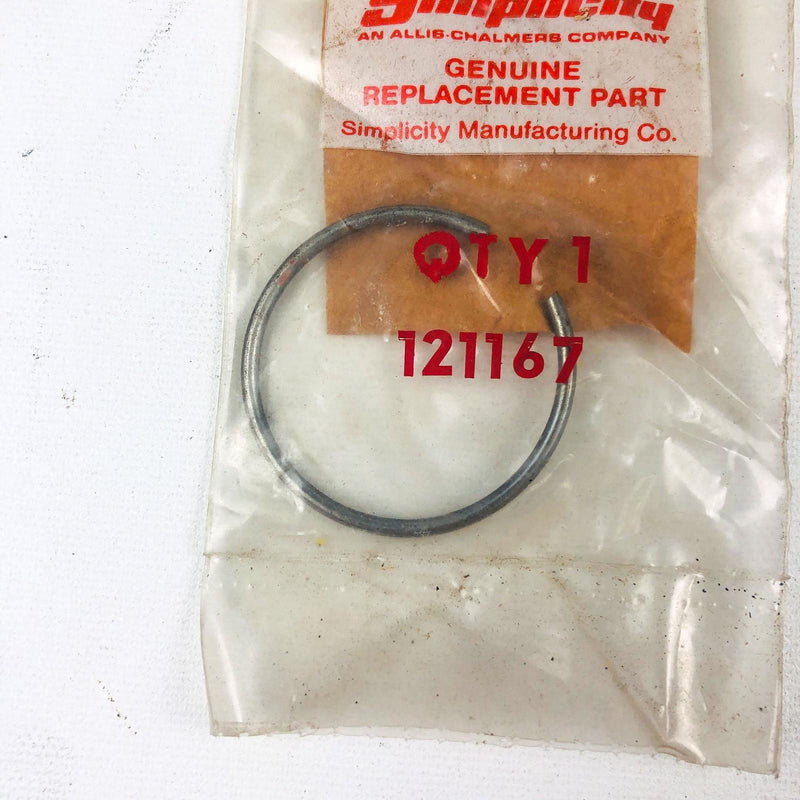 Simplicity
AN ALLIS-CHALMERS COMPANY
GENUINE
REPLACEMENT PART
Simplicity Manufacturing Co.
QTY 1
121167